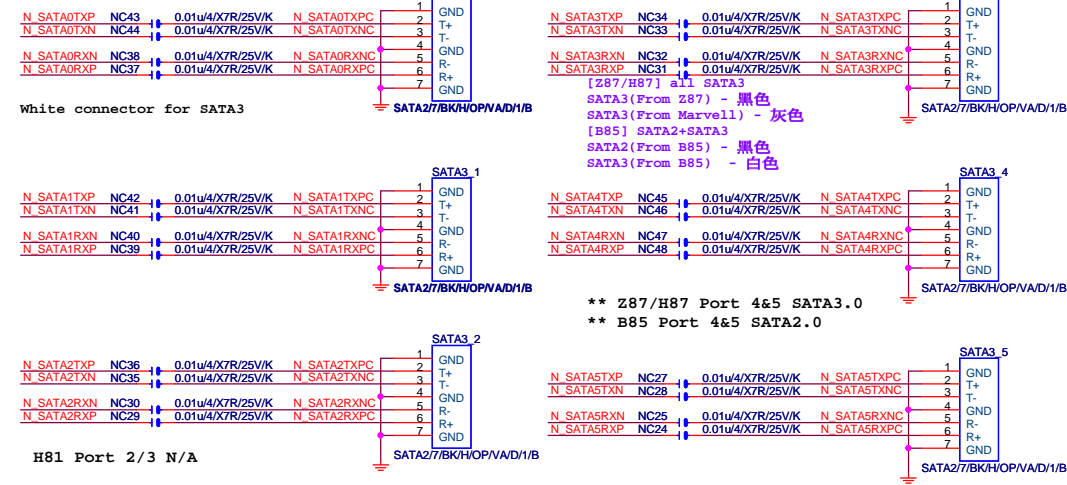 N_SATA0TXP NC43 0.01u/4/X7R/25V/K N_SATA0TXPC 1 GND
2 T+
N_SATA0TXN NC44 0.01u/4/X7R/25V/K N_SATA0TXNC 3 T-
4 GND
N_SATA0RXN NC38 0.01u/4/X7R/25V/K N_SATA0RXNC 5 R-
N_SATA0RXP NC37 0.01u/4/X7R/25V/K N_SATA0RXPC 6 R+
7 GND
White connector for SATA3
SATA2/7/BK/H/OP/VA/D/1/B
N_SATA3TXP NC34 0.01u/4/X7R/25V/K N_SATA3TXPC 1 GND
2 T+
N_SATA3TXN NC33 0.01u/4/X7R/25V/K N_SATA3TXNC 3 T-
4 GND
N_SATA3RXN NC32 0.01u/4/X7R/25V/K N_SATA3RXNC 5 R-
N_SATA3RXP NC31 0.01u/4/X7R/25V/K N_SATA3RXPC 6 R+
7 GND
[Z87/H87] all SATA3
SATA3(From Z87) - 黑色
SATA3(From Marvell) - 灰色
[B85] SATA2+SATA3
SATA2(From B85) - 黑色
SATA3(From B85) - 白色
SATA2/7/BK/H/OP/VA/D/1/B
SATA3_1
1 GND
N_SATA1TXP NC42 0.01u/4/X7R/25V/K N_SATA1TXPC 2 T+
N_SATA1TXN NC41 0.01u/4/X7R/25V/K N_SATA1TXNC 3 T-
4 GND
N_SATA1RXN NC40 0.01u/4/X7R/25V/K N_SATA1RXNC 5 R-
N_SATA1RXP NC39 0.01u/4/X7R/25V/K N_SATA1RXPC 6 R+
7 GND
SATA2/7/BK/H/OP/VA/D/1/B
SATA3_4
1 GND
N_SATA4TXP NC45 0.01u/4/X7R/25V/K N_SATA4TXPC 2 T+
N_SATA4TXN NC46 0.01u/4/X7R/25V/K N_SATA4TXNC 3 T-
4 GND
N_SATA4RXN NC47 0.01u/4/X7R/25V/K N_SATA4RXNC 5 R-
N_SATA4RXP NC48 0.01u/4/X7R/25V/K N_SATA4RXPC 6 R+
7 GND
SATA2/7/BK/H/OP/VA/D/1/B
** Z87/H87 Port 4&5 SATA3.0
** B85 Port 4&5 SATA2.0
SATA3_2
1 GND
N_SATA2TXP NC36 0.01u/4/X7R/25V/K N_SATA2TXPC 2 T+
N_SATA2TXN NC35 0.01u/4/X7R/25V/K N_SATA2TXNC 3 T-
4 GND
N_SATA2RXN NC30 0.01u/4/X7R/25V/K N_SATA2RXNC 5 R-
N_SATA2RXP NC29 0.01u/4/X7R/25V/K N_SATA2RXPC 6 R+
7 GND
H81 Port 2/3 N/A
SATA2/7/BK/H/OP/VA/D/1/B
SATA3_5
1 GND
N_SATA5TXP NC27 0.01u/4/X7R/25V/K N_SATA5TXPC 2 T+
N_SATA5TXN NC28 0.01u/4/X7R/25V/K N_SATA5TXNC 3 T-
4 GND
N_SATA5RXN NC25 0.01u/4/X7R/25V/K N_SATA5RXNC 5 R-
N_SATA5RXP NC24 0.01u/4/X7R/25V/K N_SATA5RXPC 6 R+
7 GND
SATA2/7/BK/H/OP/VA/D/1/B